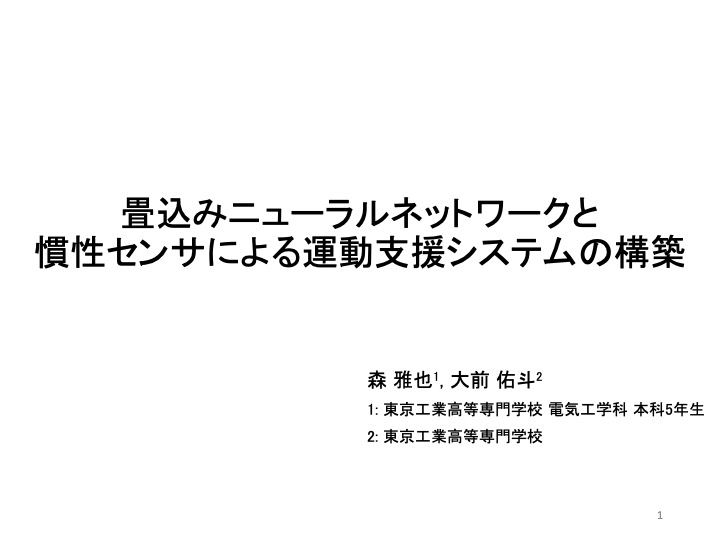 畳込みニューラルネットワークと
慣性センサによる運動支援システムの構築
森 雅也1, 大前 佑斗2
1: 東京工業高等専門学校 電気工学科 本科5年生
2: 東京工業高等専門学校
1